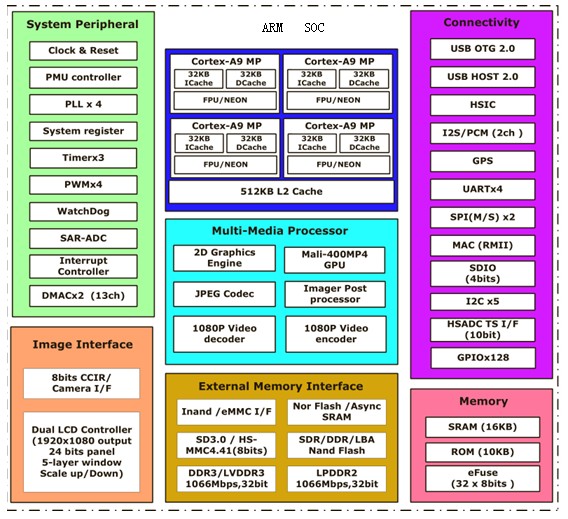 ARM SOC
System Peripheral
Clock & Reset
PMU controller
PLL x 4
System register
Timerx3
PWMx4
WatchDog
SAR-ADC
Interrupt
Controller
DMACx2 (13ch)
Image Interface
8bits CCIR/
Camera I/F
Dual LCD Controller
(1920x1080 output
24 bits panel
5-layer window
Scale up/Down)
Cortex-A9 MP
32KB
ICache
32KB
DCache
FPU/NEON
Cortex-A9 MP
32KB
ICache
32KB
DCache
FPU/NEON
Cortex-A9 MP
32KB
ICache
32KB
DCache
FPU/NEON
Cortex-A9 MP
32KB
ICache
32KB
DCache
FPU/NEON
512KB L2 Cache
Multi-Media Processor
2D Graphics
Engine
Mali-400MP4
GPU
JPEG Codec
Imager Post
processor
1080P Video
decoder
1080P Video
encoder
External Memory Interface
Inand /eMMC I/F
Nor Flash /Async
SRAM
SD3.0 / HS-
MMC4.41(8bits)
SDR/DDR/LBA
Nand Flash
DDR3/LVDDR3
1066Mbps,32bit
LPDDR2
1066Mbps,32bit
Connectivity
USB OTG 2.0
USB HOST 2.0
HSIC
I2S/PCM (2ch )
GPS
UARTx4
SPI(M/S) x2
MAC (RMII)
SDIO
(4bits)
I2C x5
HSADC TS I/F
(10bit)
GPIOx128
Memory
SRAM (16KB)
ROM (10KB)
eFuse
(32 x 8bits )